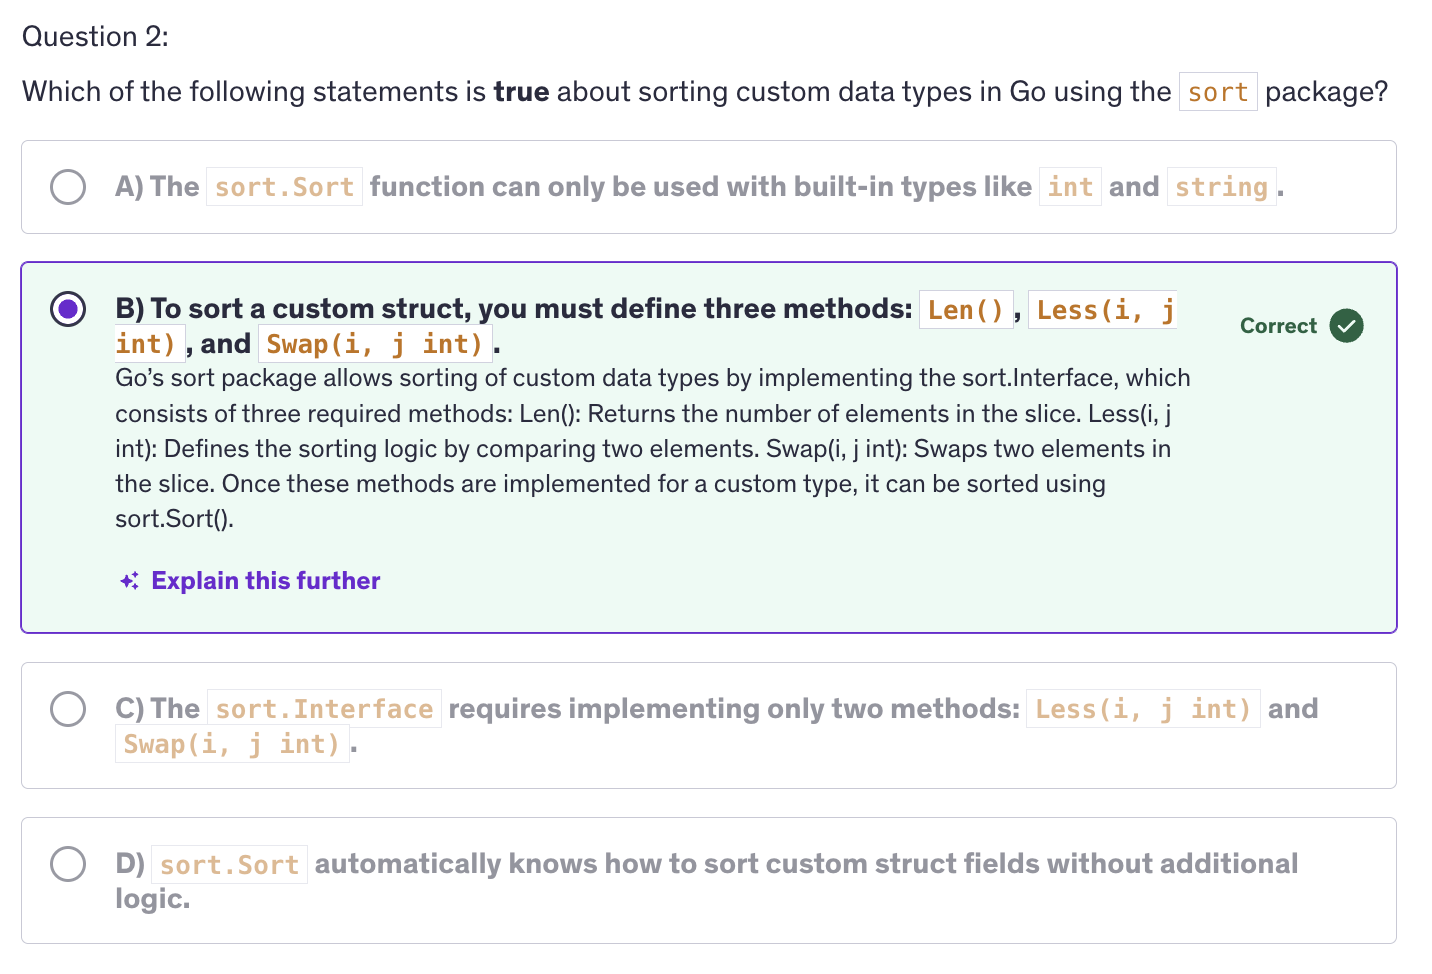 Question 2:
Which of the following statements is true about sorting custom data types in Go using the sort package?
A) The sort.Sort function can only be used with built-in types like int and string.
B) To sort a custom struct, you must define three methods: Len(), Less(i, j
int), and Swap(i, j int).
Correct
Go’s sort package allows sorting of custom data types by implementing the sort.Interface, which
consists of three required methods: Len(): Returns the number of elements in the slice. Less(i, j
int): Defines the sorting logic by comparing two elements. Swap(i, j int): Swaps two elements in
the slice. Once these methods are implemented for a custom type, it can be sorted using
sort.Sort().
Explain this further
C) The sort.Interface requires implementing only two methods: Less(i, j int) and
Swap(i, j int).
D) sort.Sort automatically knows how to sort custom struct fields without additional
logic.